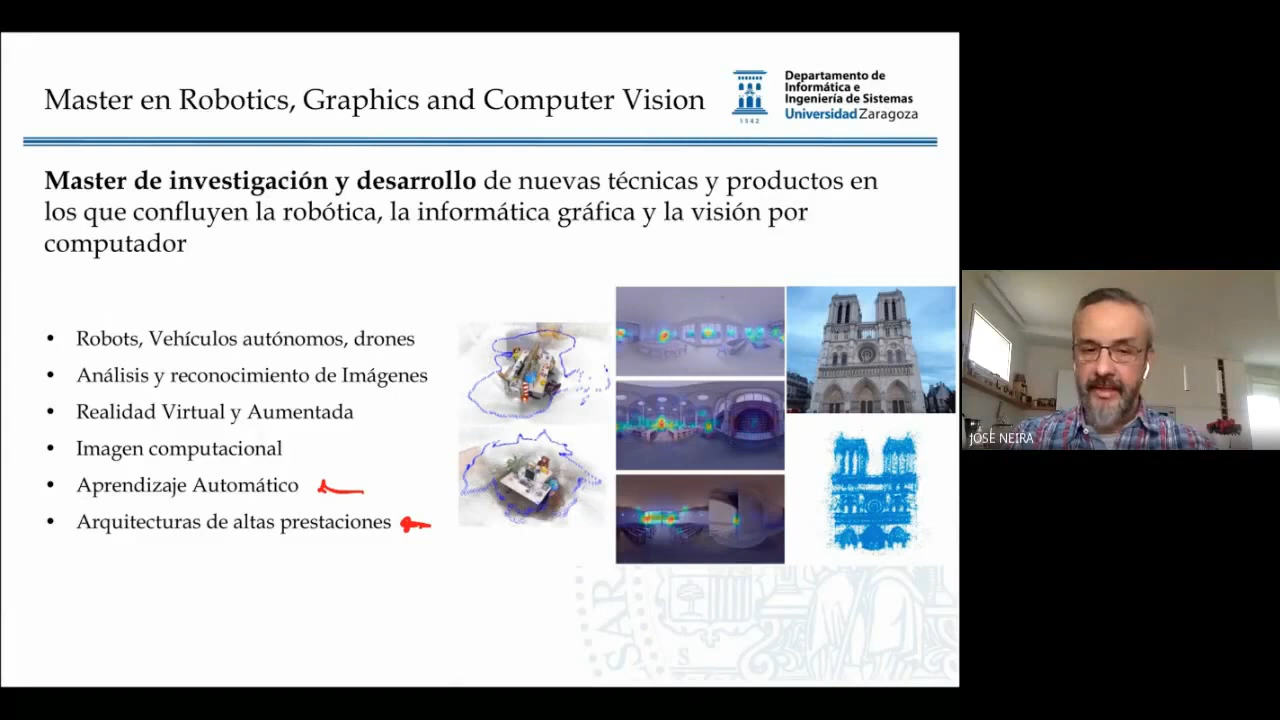 Master en Robotics, Graphics and Computer Vision
Departamento de
Informática e
Ingeniería de Sistemas
Universidad Zaragoza
1542
Master de investigación y desarrollo de nuevas técnicas y productos en
los que confluyen la robótica, la informática gráfica y la visión por
computador
• Robots, Vehículos autónomos, drones
• Análisis y reconocimiento de Imágenes
• Realidad Virtual y Aumentada
• Imagen computacional
• Aprendizaje Automático
• Arquitecturas de altas prestaciones
JOSE NEIRA
SAR
S